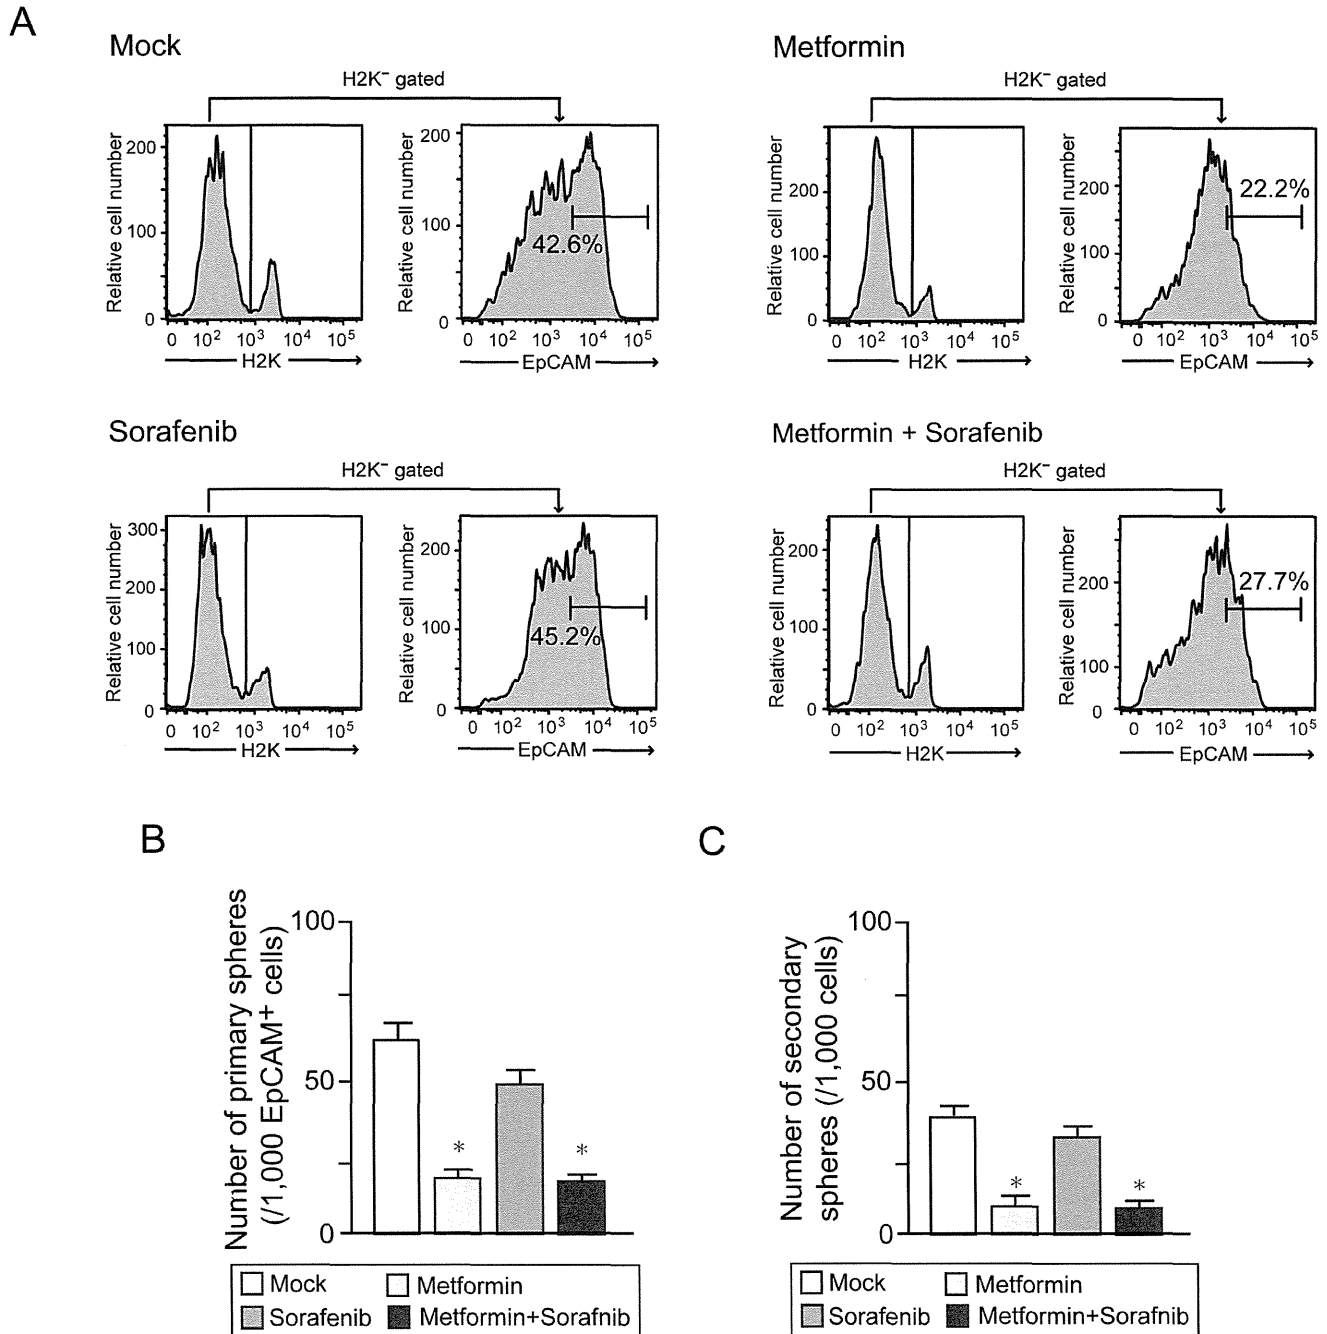 A
Mock
H2K⁻ gated
Relative cell number
200
100
0
0 10² 10³ 10⁴ 10⁵
H2K
Relative cell number
200
100
0
42.6%
0 10² 10³ 10⁴ 10⁵
EpCAM
Metformin
H2K⁻ gated
Relative cell number
200
100
0
0 10² 10³ 10⁴ 10⁵
H2K
Relative cell number
200
100
0
22.2%
0 10² 10³ 10⁴ 10⁵
EpCAM
Sorafenib
H2K⁻ gated
Relative cell number
300
200
100
0
0 10² 10³ 10⁴ 10⁵
H2K
Relative cell number
200
100
0
45.2%
0 10² 10³ 10⁴ 10⁵
EpCAM
Metformin + Sorafenib
H2K⁻ gated
Relative cell number
200
100
0
0 10² 10³ 10⁴ 10⁵
H2K
Relative cell number
200
100
0
27.7%
0 10² 10³ 10⁴ 10⁵
EpCAM
B
Number of primary spheres
(/1,000 EpCAM⁺ cells)
100
50
0
*
*
Mock Metformin
Sorafenib Metformin+Sorafnib
C
Number of secondary
spheres (/1,000 cells)
100
50
0
*
*
Mock Metformin
Sorafenib Metformin+Sorafnib